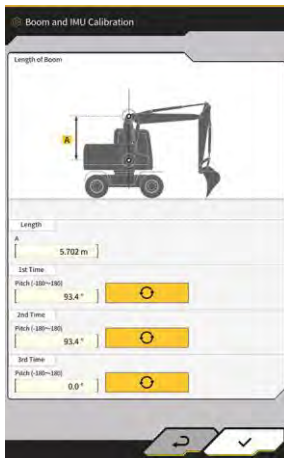 Boom and IMU Calibration
Length of Boom
A
Length
A
[ 5.702 m ]
1st Time
Pitch (-180~180)
[ 93.4 ° ]
2nd Time
Pitch (-180~180)
[ 93.4 ° ]
3rd Time
Pitch (-180~180)
[ 0.0 ° ]